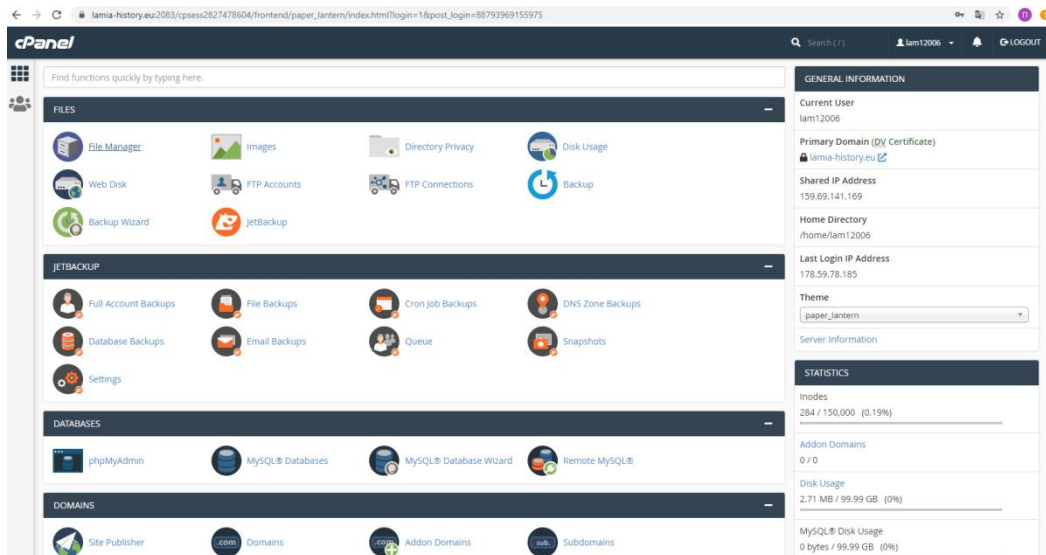 lamia-history.eu:2083/cpsess2827478604/frontend/paper_lantern/index.html?login=1&post_login=88793969155975
П
cPanel
Search ( / )
lam12006
LOGOUT
Find functions quickly by typing here.
FILES
File Manager
Images
Directory Privacy
Disk Usage
Web Disk
FTP Accounts
FTP Connections
Backup
Backup Wizard
JetBackup
JETBACKUP
Full Account Backups
File Backups
Cron Job Backups
DNS Zone Backups
Database Backups
Email Backups
Queue
Snapshots
Settings
DATABASES
phpMyAdmin
MySQL® Databases
MySQL® Database Wizard
Remote MySQL®
DOMAINS
Site Publisher
.com
Domains
.com
Addon Domains
sub.
Subdomains
GENERAL INFORMATION
Current User
lam12006
Primary Domain (DV Certificate)
lamia-history.eu
Shared IP Address
159.69.141.169
Home Directory
/home/lam12006
Last Login IP Address
178.59.78.185
Theme
paper_lantern
Server Information
STATISTICS
Inodes
284 / 150,000 (0.19%)
Addon Domains
0 / 0
Disk Usage
2.71 MB / 99.99 GB (0%)
MySQL® Disk Usage
0 bytes / 99.99 GB (0%)